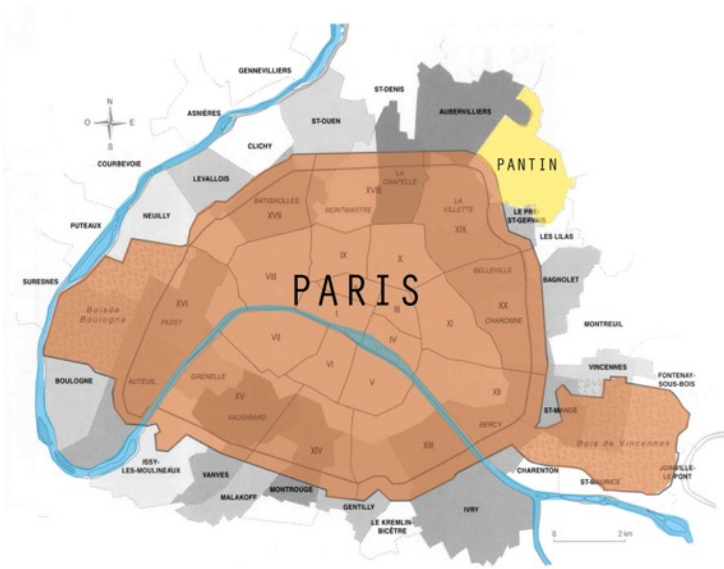 GENNEVILLIERS
ST-DENIS
ASNIÈRES
ST-OUEN
AUBERVILLIERS
N
O E
S
CLICHY
COURBEVOIE
PANTIN
LEVALLOIS
LA
CHAPELLE
XVIII
BATIGNOLLES
MONTMARTRE
XVII
LA
VILLETTE
XIX
NEUILLY
LE PRÉ-
ST-GERVAIS
PUTEAUX
LES LILAS
IX
X
BELLEVILLE
VIII
SURESNES
PARIS
BAGNOLET
XVI
PASSY
Bois de
Boulogne
I
III
XX
CHARONNE
XI
MONTREUIL
VII
IV
VI
V
VINCENNES
FONTENAY-
SOUS-BOIS
BOULOGNE
AUTEUIL
GRENELLE
XV
VAUGIRARD
XII
BERCY
ST-MANDÉ
XIV
XIII
Bois de Vincennes
ISSY-
LES-MOULINEAUX
VANVES
MALAKOFF
MONTROUGE
GENTILLY
LE KREMLIN-
BICÊTRE
IVRY
CHARENTON
ST-MAURICE
JOINVILLE-
LE-PONT
0 2 km